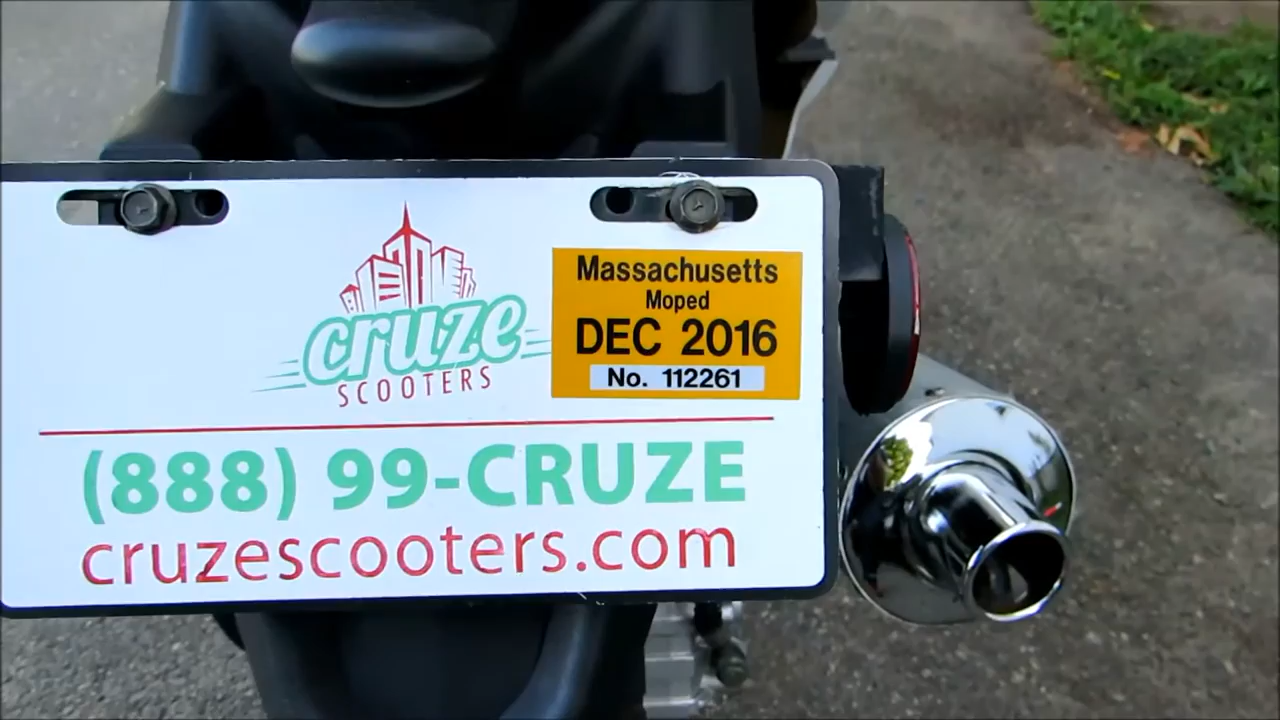 cruze
SCOOTERS
Massachusetts
Moped
DEC 2016
No. 112261
(888) 99-CRUZE
cruzescooters.com